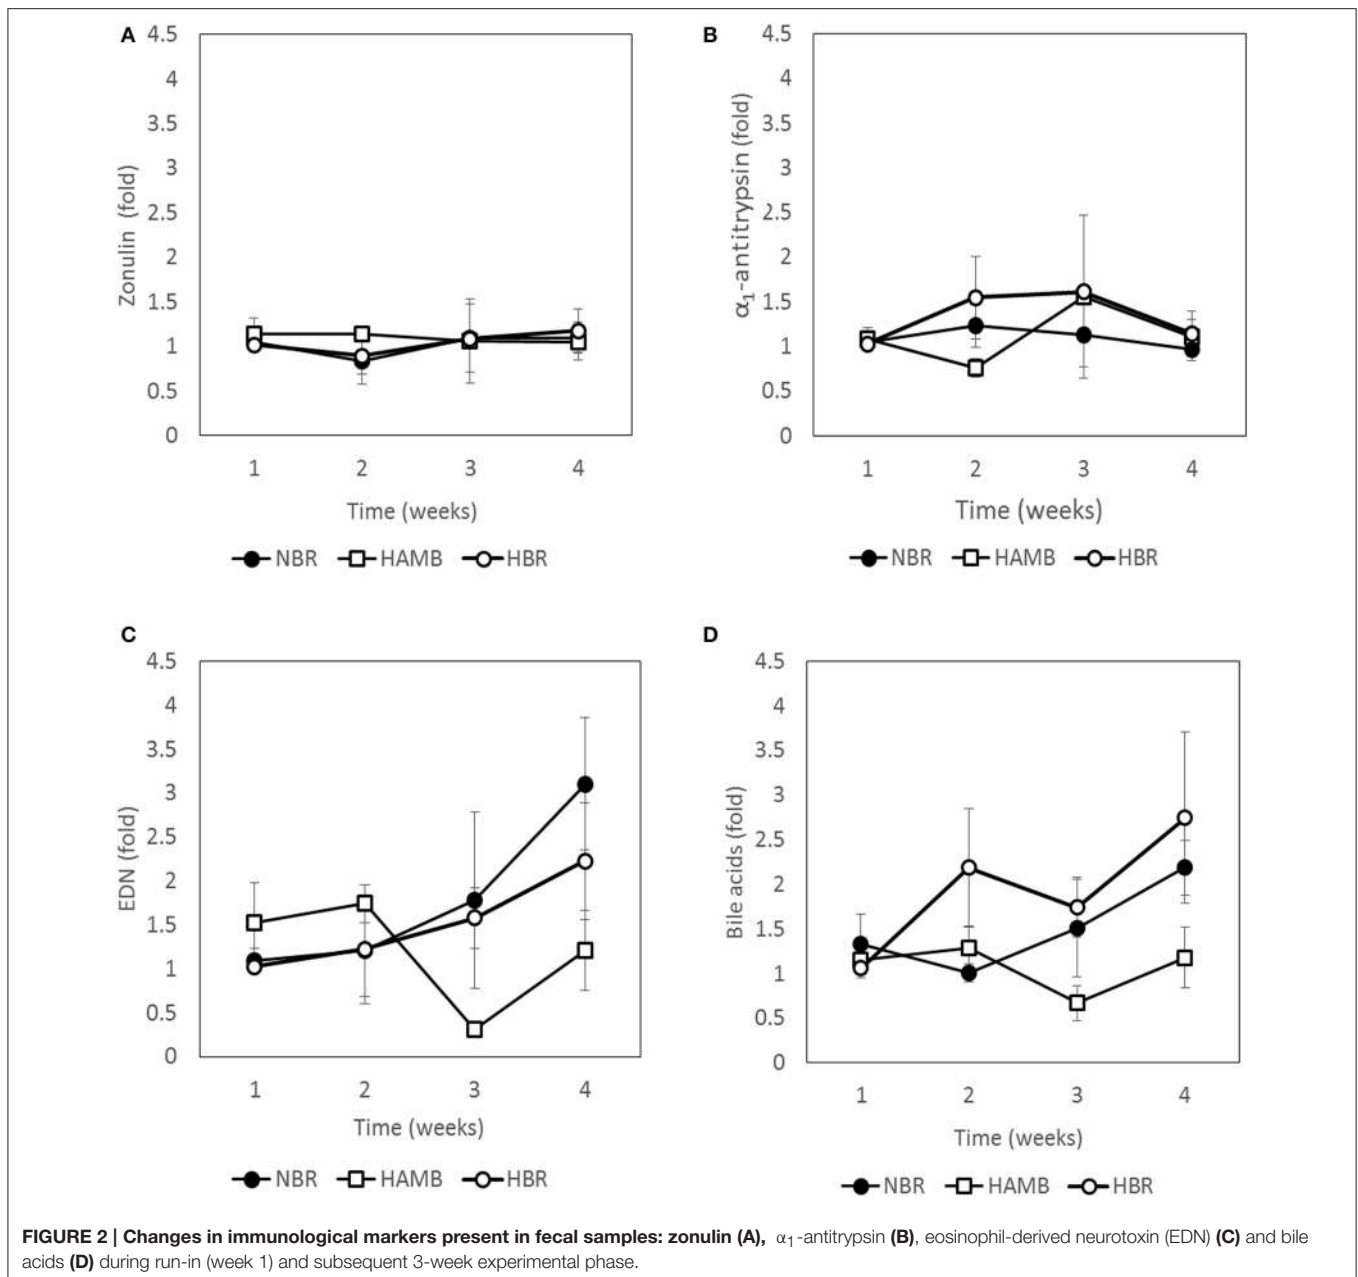 A
4.5
4
3.5
3
2.5
2
1.5
1
0.5
0
Zonulin (fold)
1 2 3 4
Time (weeks)
NBR HAMB HBR
B
4.5
4
3.5
3
2.5
2
1.5
1
0.5
0
α1-antitrypsin (fold)
1 2 3 4
Time (weeks)
NBR HAMB HBR
C
4.5
4
3.5
3
2.5
2
1.5
1
0.5
0
EDN (fold)
1 2 3 4
Time (weeks)
NBR HAMB HBR
D
4.5
4
3.5
3
2.5
2
1.5
1
0.5
0
Bile acids (fold)
1 2 3 4
Time (weeks)
NBR HAMB HBR
FIGURE 2 | Changes in immunological markers present in fecal samples: zonulin (A), α1-antitrypsin (B), eosinophil-derived neurotoxin (EDN) (C) and bile
acids (D) during run-in (week 1) and subsequent 3-week experimental phase.